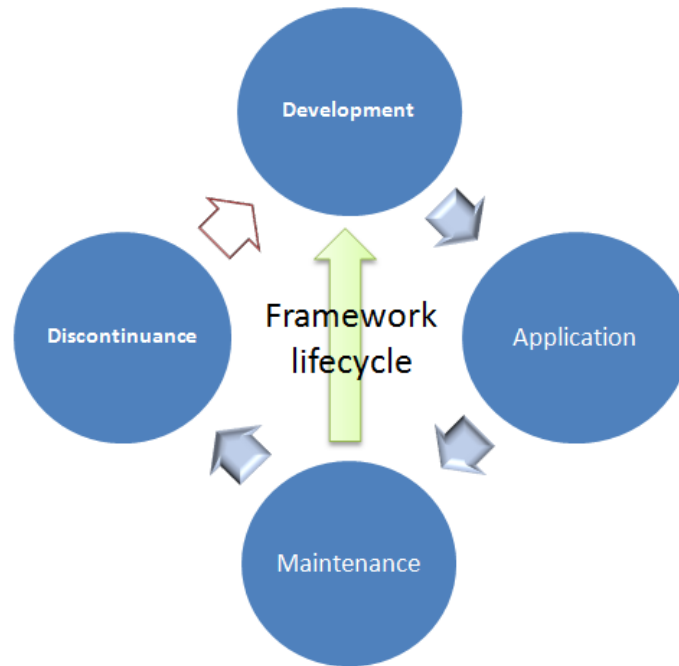 Development
Discontinuance
Framework
lifecycle
Application
Maintenance